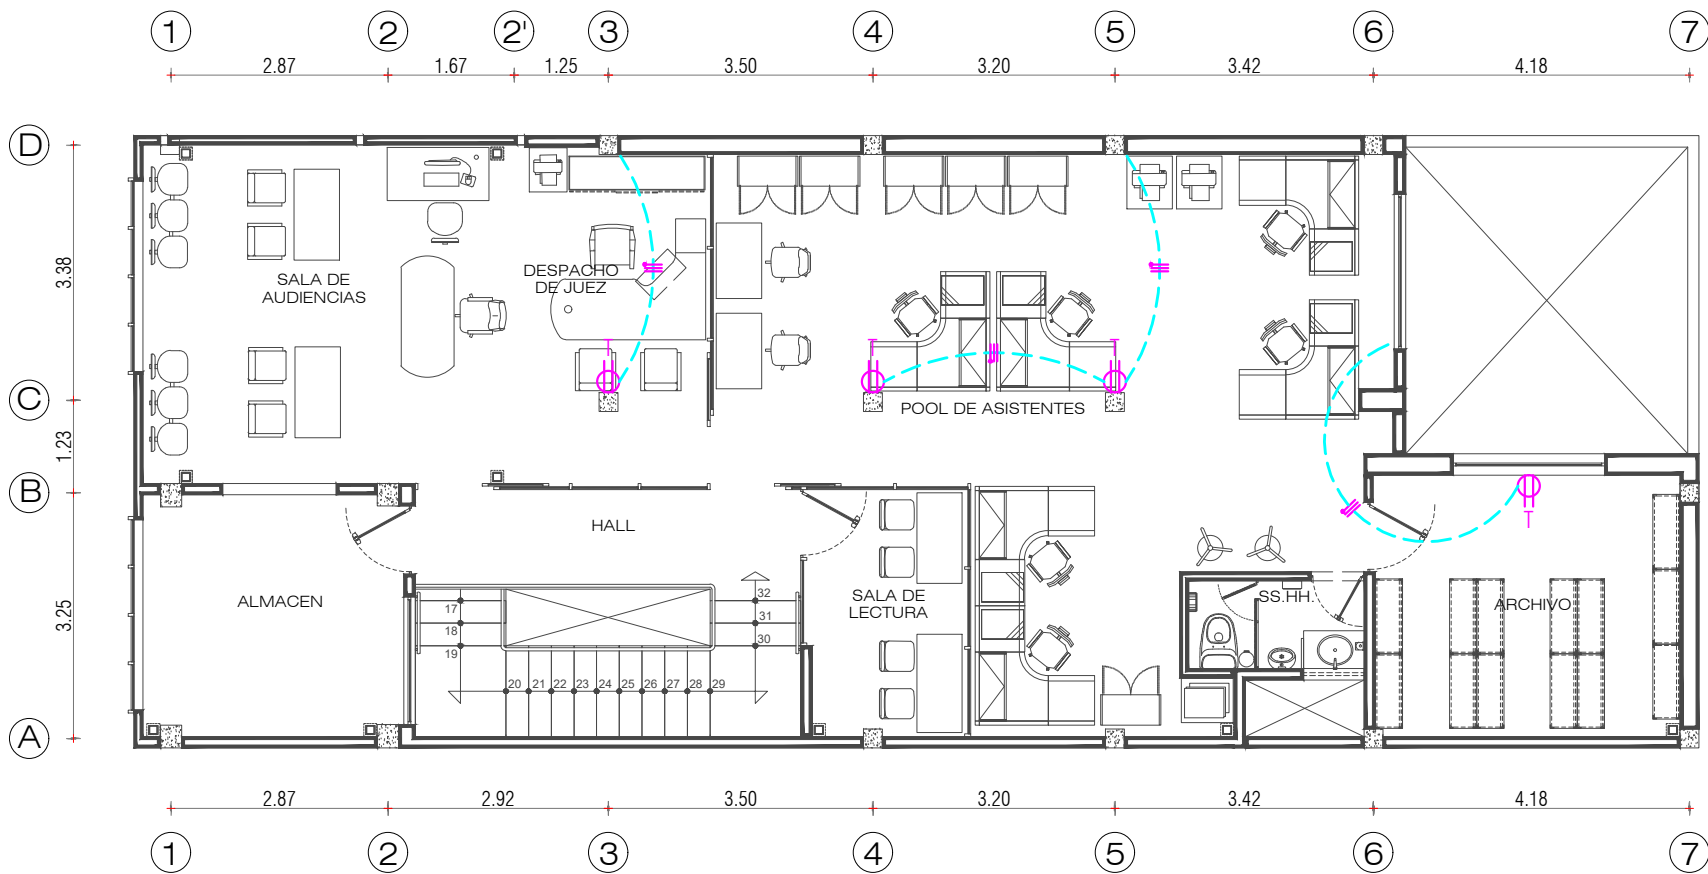 1 2 2' 3 4 5 6 7
2.87 1.67 1.25 3.50 3.20 3.42 4.18
D
3.38
C
1.23
B
3.25
A
SALA DE
AUDIENCIAS
DESPACHO
DE JUEZ
T
T
T
POOL DE ASISTENTES
T
HALL
ALMACEN
SALA DE
LECTURA
SS.HH.
ARCHIVO
17
18
19
20 21 22 23 24 25 26 27 28 29
32
31
30
2.87 2.92 3.50 3.20 3.42 4.18
1 2 3 4 5 6 7